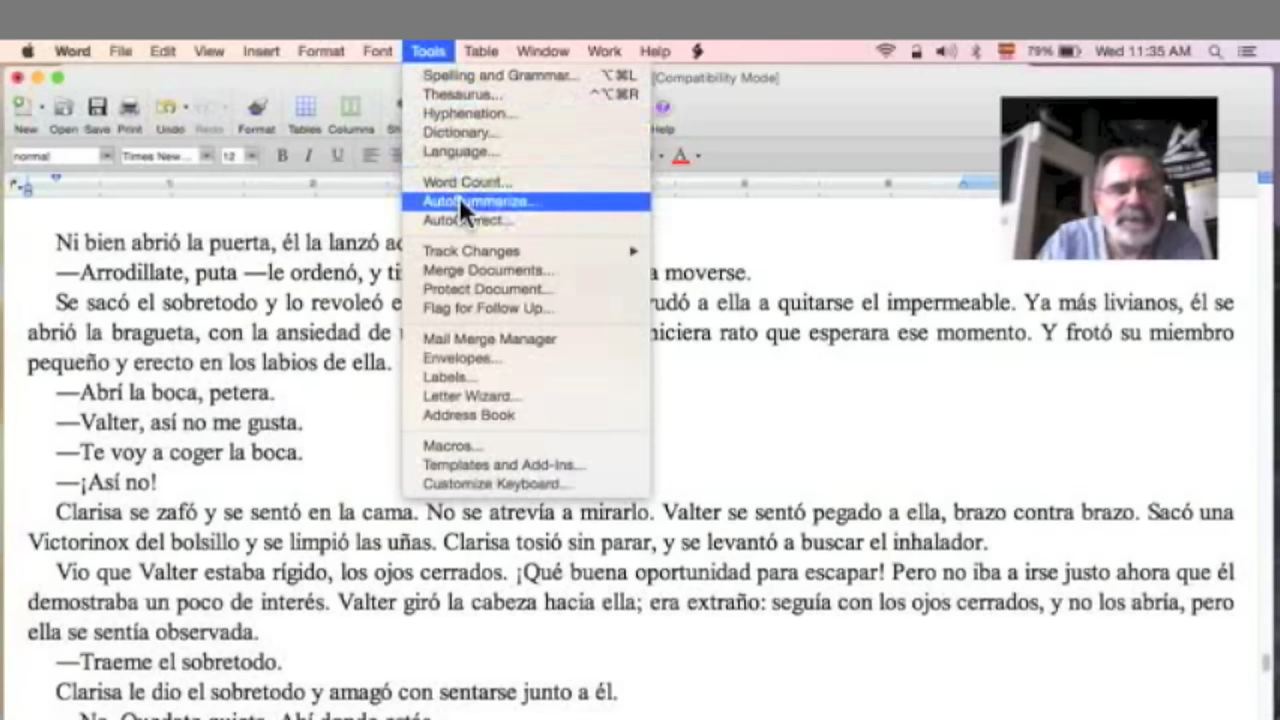 Word File Edit View Insert Format Font Tools Table Window Work Help 79% Wed 11:35 AM
[Compatibility Mode]
New Open Save Print Undo Redo Format Tables Columns Help
normal Times New... 12 B I U A
Spelling and Grammar... ⌥⌘L
Thesaurus... ^⌥⌘R
Hyphenation...
Dictionary...
Language...
Word Count...
AutoSummarize...
AutoCorrect...
Track Changes
Merge Documents...
Protect Document...
Flag for Follow Up...
Mail Merge Manager
Envelopes...
Labels...
Letter Wizard...
Address Book
Macros...
Templates and Add-Ins...
Customize Keyboard...
Ni bien abrió la puerta, él la lanzó
—Arrodillate, puta —le ordenó, y a moverse.
Se sacó el sobretodo y lo revoleó a ella a quitarse el impermeable. Ya más livianos, él se
abrió la bragueta, con la ansiedad de rato que esperara ese momento. Y frotó su miembro
pequeño y erecto en los labios de ella.
—Abrí la boca, petera.
—Valter, así no me gusta.
—Te voy a coger la boca.
—¡Así no!
Clarisa se zafó y se sentó en la cama. No se atrevía a mirarlo. Valter se sentó pegado a ella, brazo contra brazo. Sacó una
Victorinox del bolsillo y se limpió las uñas. Clarisa tosió sin parar, y se levantó a buscar el inhalador.
Vio que Valter estaba rígido, los ojos cerrados. ¡Qué buena oportunidad para escapar! Pero no iba a irse justo ahora que él
demostraba un poco de interés. Valter giró la cabeza hacia ella; era extraño: seguía con los ojos cerrados, y no los abría, pero
ella se sentía observada.
—Traeme el sobretodo.
Clarisa le dio el sobretodo y amagó con sentarse junto a él.
—No. Quedate quieta. Ahí donde estás.